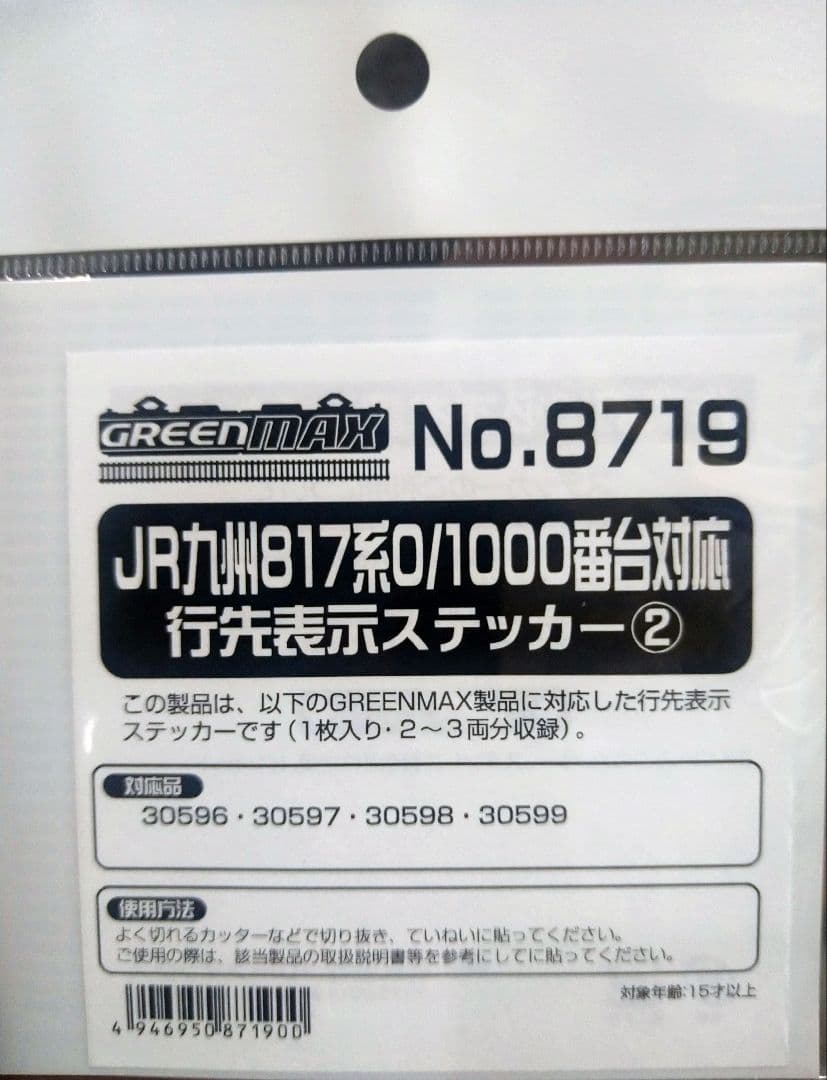 GREENMAX No.8719
JR九州817系0/1000番台対応
行先表示ステッカー②
この製品は、以下のGREENMAX製品に対応した行先表示
ステッカーです（1枚入り・2～3両分収録）。
対応品
30596・30597・30598・30599
使用方法
よく切れるカッターなどで切り抜き、ていねいに貼ってください。
ご使用の際は、該当製品の取扱説明書等を参考にしてに貼ってください。
対象年齢:15才以上
4 946950 871900